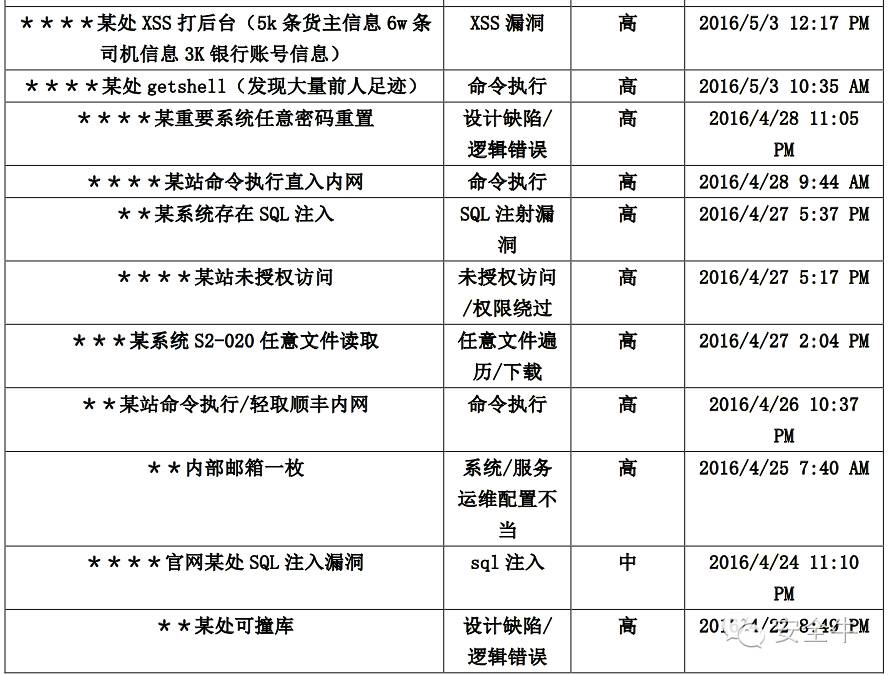 ****某处 XSS 打后台（5k 条货主信息 6w 条
司机信息 3K 银行账号信息）
XSS 漏洞
高
2016/5/3 12:17 PM
****某处 getshell（发现大量前人足迹）
命令执行
高
2016/5/3 10:35 AM
****某重要系统任意密码重置
设计缺陷/
逻辑错误
高
2016/4/28 11:05
PM
****某站命令执行直入内网
命令执行
高
2016/4/28 9:44 AM
**某系统存在 SQL 注入
SQL 注射漏
洞
高
2016/4/27 5:37 PM
****某站未授权访问
未授权访问
/权限绕过
高
2016/4/27 5:17 PM
***某系统 S2-020 任意文件读取
任意文件遍
历/下载
高
2016/4/27 2:04 PM
**某站命令执行/轻取顺丰内网
命令执行
高
2016/4/26 10:37
PM
**内部邮箱一枚
系统/服务
运维配置不
当
高
2016/4/25 7:40 AM
****官网某处 SQL 注入漏洞
sql 注入
中
2016/4/24 11:10
PM
**某处可撞库
设计缺陷/
逻辑错误
高
8:49 PM
安全牛